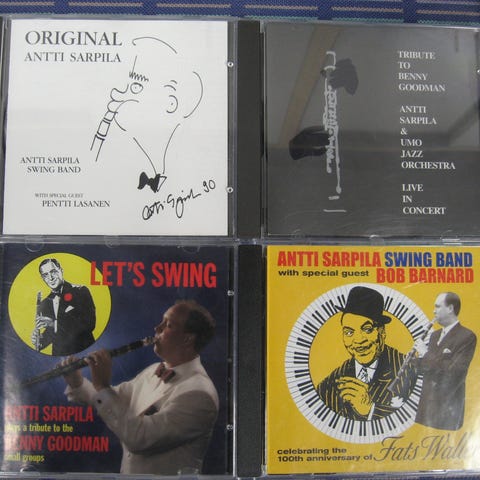 ORIGINAL
ANTTI SARPILA
ANTTI SARPILA
SWING BAND
WITH SPECIAL GUEST
PENTTI LASANEN
TRIBUTE
TO
BENNY
GOODMAN
ANTTI
SARPILA
&
UMO
JAZZ
ORCHESTRA
LIVE
IN
CONCERT
LET'S SWING
ANTTI SARPILA
plays a tribute to the
BENNY GOODMAN
small groups
ANTTI SARPILA SWING BAND
with special guest BOB BARNARD
celebrating the
100th anniversary of Fats Waller